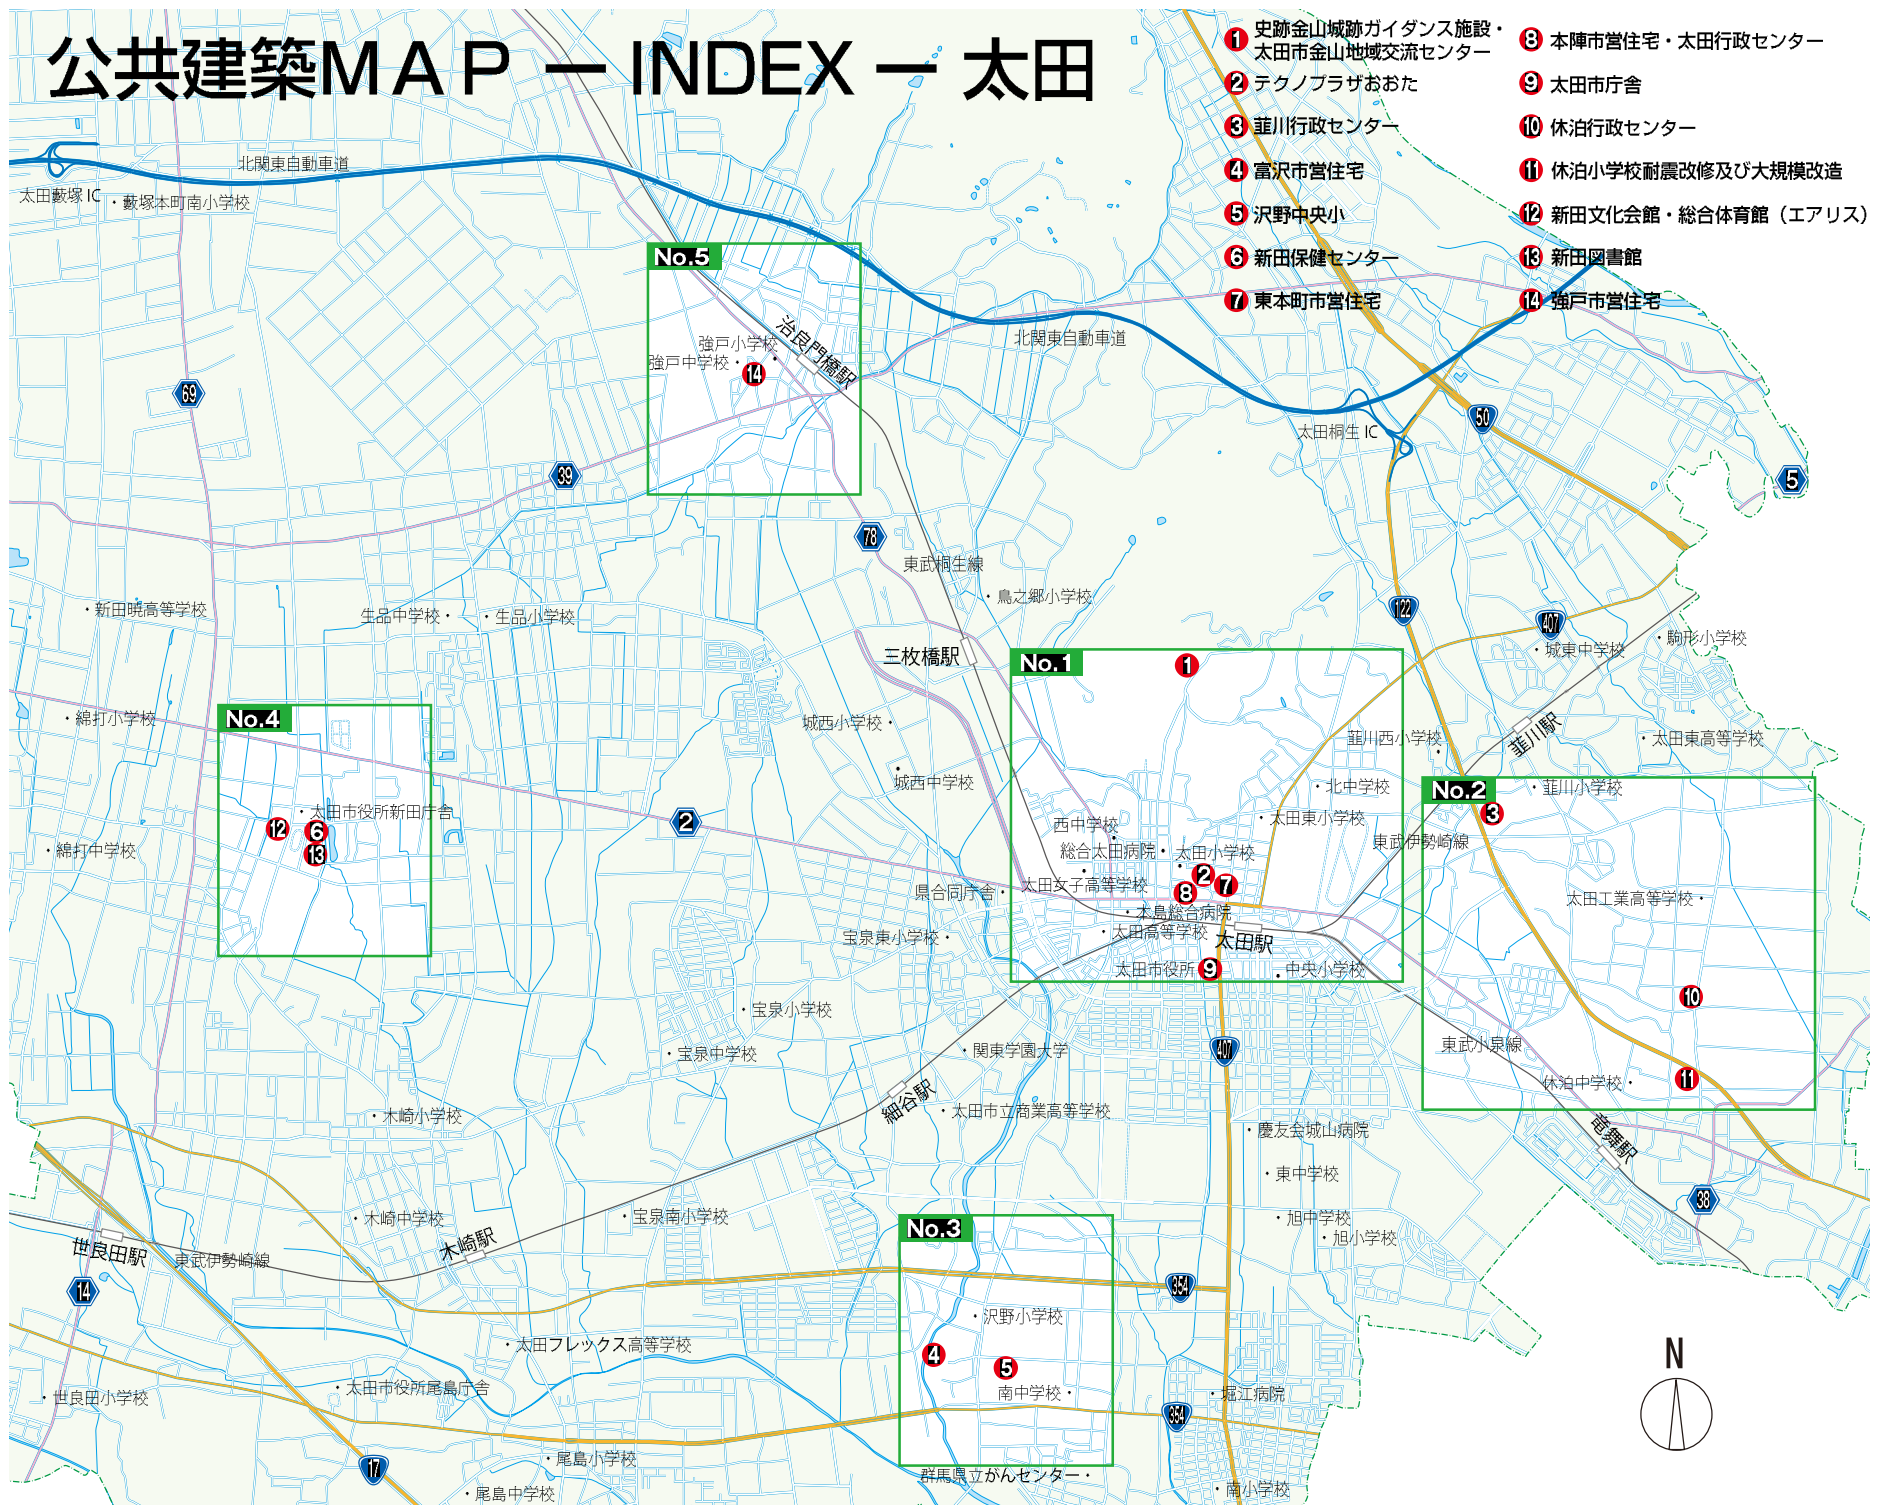 公共建築ＭＡＰ ー INDEX ー 太田
1 史跡金山城跡ガイダンス施設・
太田市金山地域交流センター
2 テクノプラザおおた
3 韮川行政センター
4 富沢市営住宅
5 沢野中央小
6 新田保健センター
7 東本町市営住宅
8 本陣市営住宅・太田行政センター
9 太田市庁舎
10 休泊行政センター
11 休泊小学校耐震改修及び大規模改造
12 新田文化会館・総合体育館（エアリス）
13 新田図書館
14 強戸市営住宅
北関東自動車道
太田藪塚 IC
・藪塚本町南小学校
No.5
治良門橋駅
強戸小学校
強戸中学校・
14
北関東自動車道
69
太田桐生 IC
50
39
5
78
東武桐生線
・鳥之郷小学校
・新田暁高等学校
生品中学校・
・生品小学校
122
407
・城東中学校
・駒形小学校
三枚橋駅
No.1
1
・綿打小学校
No.4
城西小学校・
韮川西小学校
韮川駅
・太田東高等学校
城西中学校
・北中学校
No.2
・韮川小学校
・太田市役所新田庁舎
12
6
13
2
・太田東小学校
3
西中学校
東武伊勢崎線
・綿打中学校
総合太田病院・
太田小学校
2
7
8
太田女子高等学校
県合同庁舎・
太田工業高等学校・
・本島総合病院
・太田高等学校
太田駅
宝泉東小学校・
太田市役所
9
・中央小学校
10
・宝泉小学校
・宝泉中学校
・関東学園大学
407
東武小泉線
11
休泊中学校・
細谷駅
・太田市立商業高等学校
・木崎小学校
・慶友会城山病院
竜舞駅
・東中学校
38
・木崎中学校
・宝泉南小学校
No.3
・旭中学校
・旭小学校
世良田駅
東武伊勢崎線
木崎駅
14
354
・沢野小学校
4
5
・太田フレックス高等学校
N
・世良田小学校
・太田市役所尾島庁舎
南中学校・
・堀江病院
354
17
・尾島小学校
群馬県立がんセンター・
・尾島中学校
・南小学校